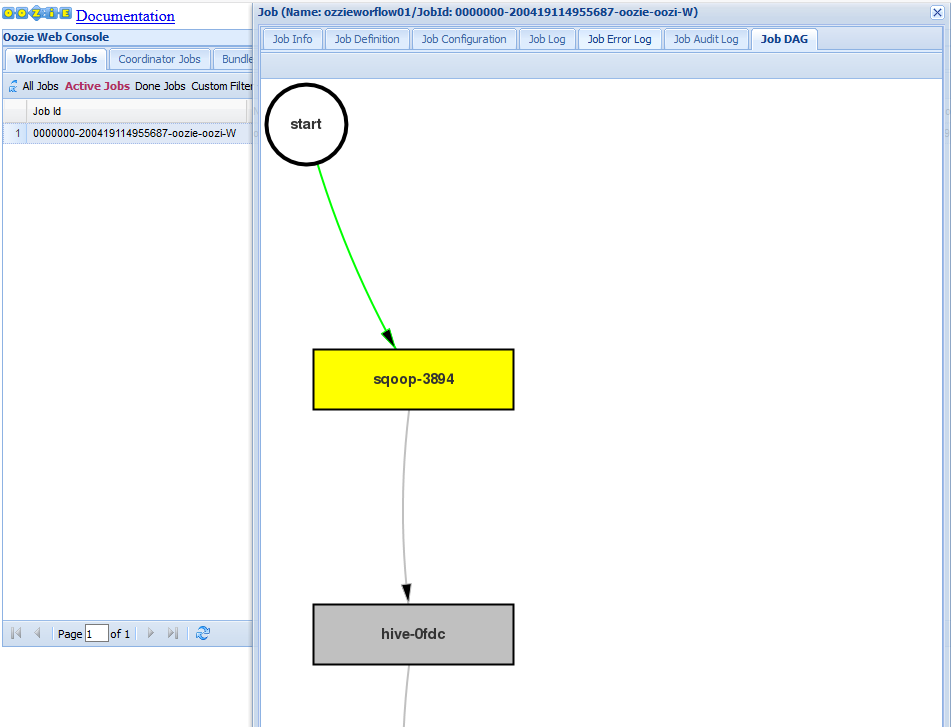 OOZiE Documentation
Oozie Web Console
Workflow Jobs Coordinator Jobs Bundle
All Jobs Active Jobs Done Jobs Custom Filter
Job Id
1 0000000-200419114955687-oozie-oozi-W
Page 1 of 1
Job (Name: ozzieworflow01/JobId: 0000000-200419114955687-oozie-oozi-W)
Job Info Job Definition Job Configuration Job Log Job Error Log Job Audit Log Job DAG
start
sqoop-3894
hive-0fdc